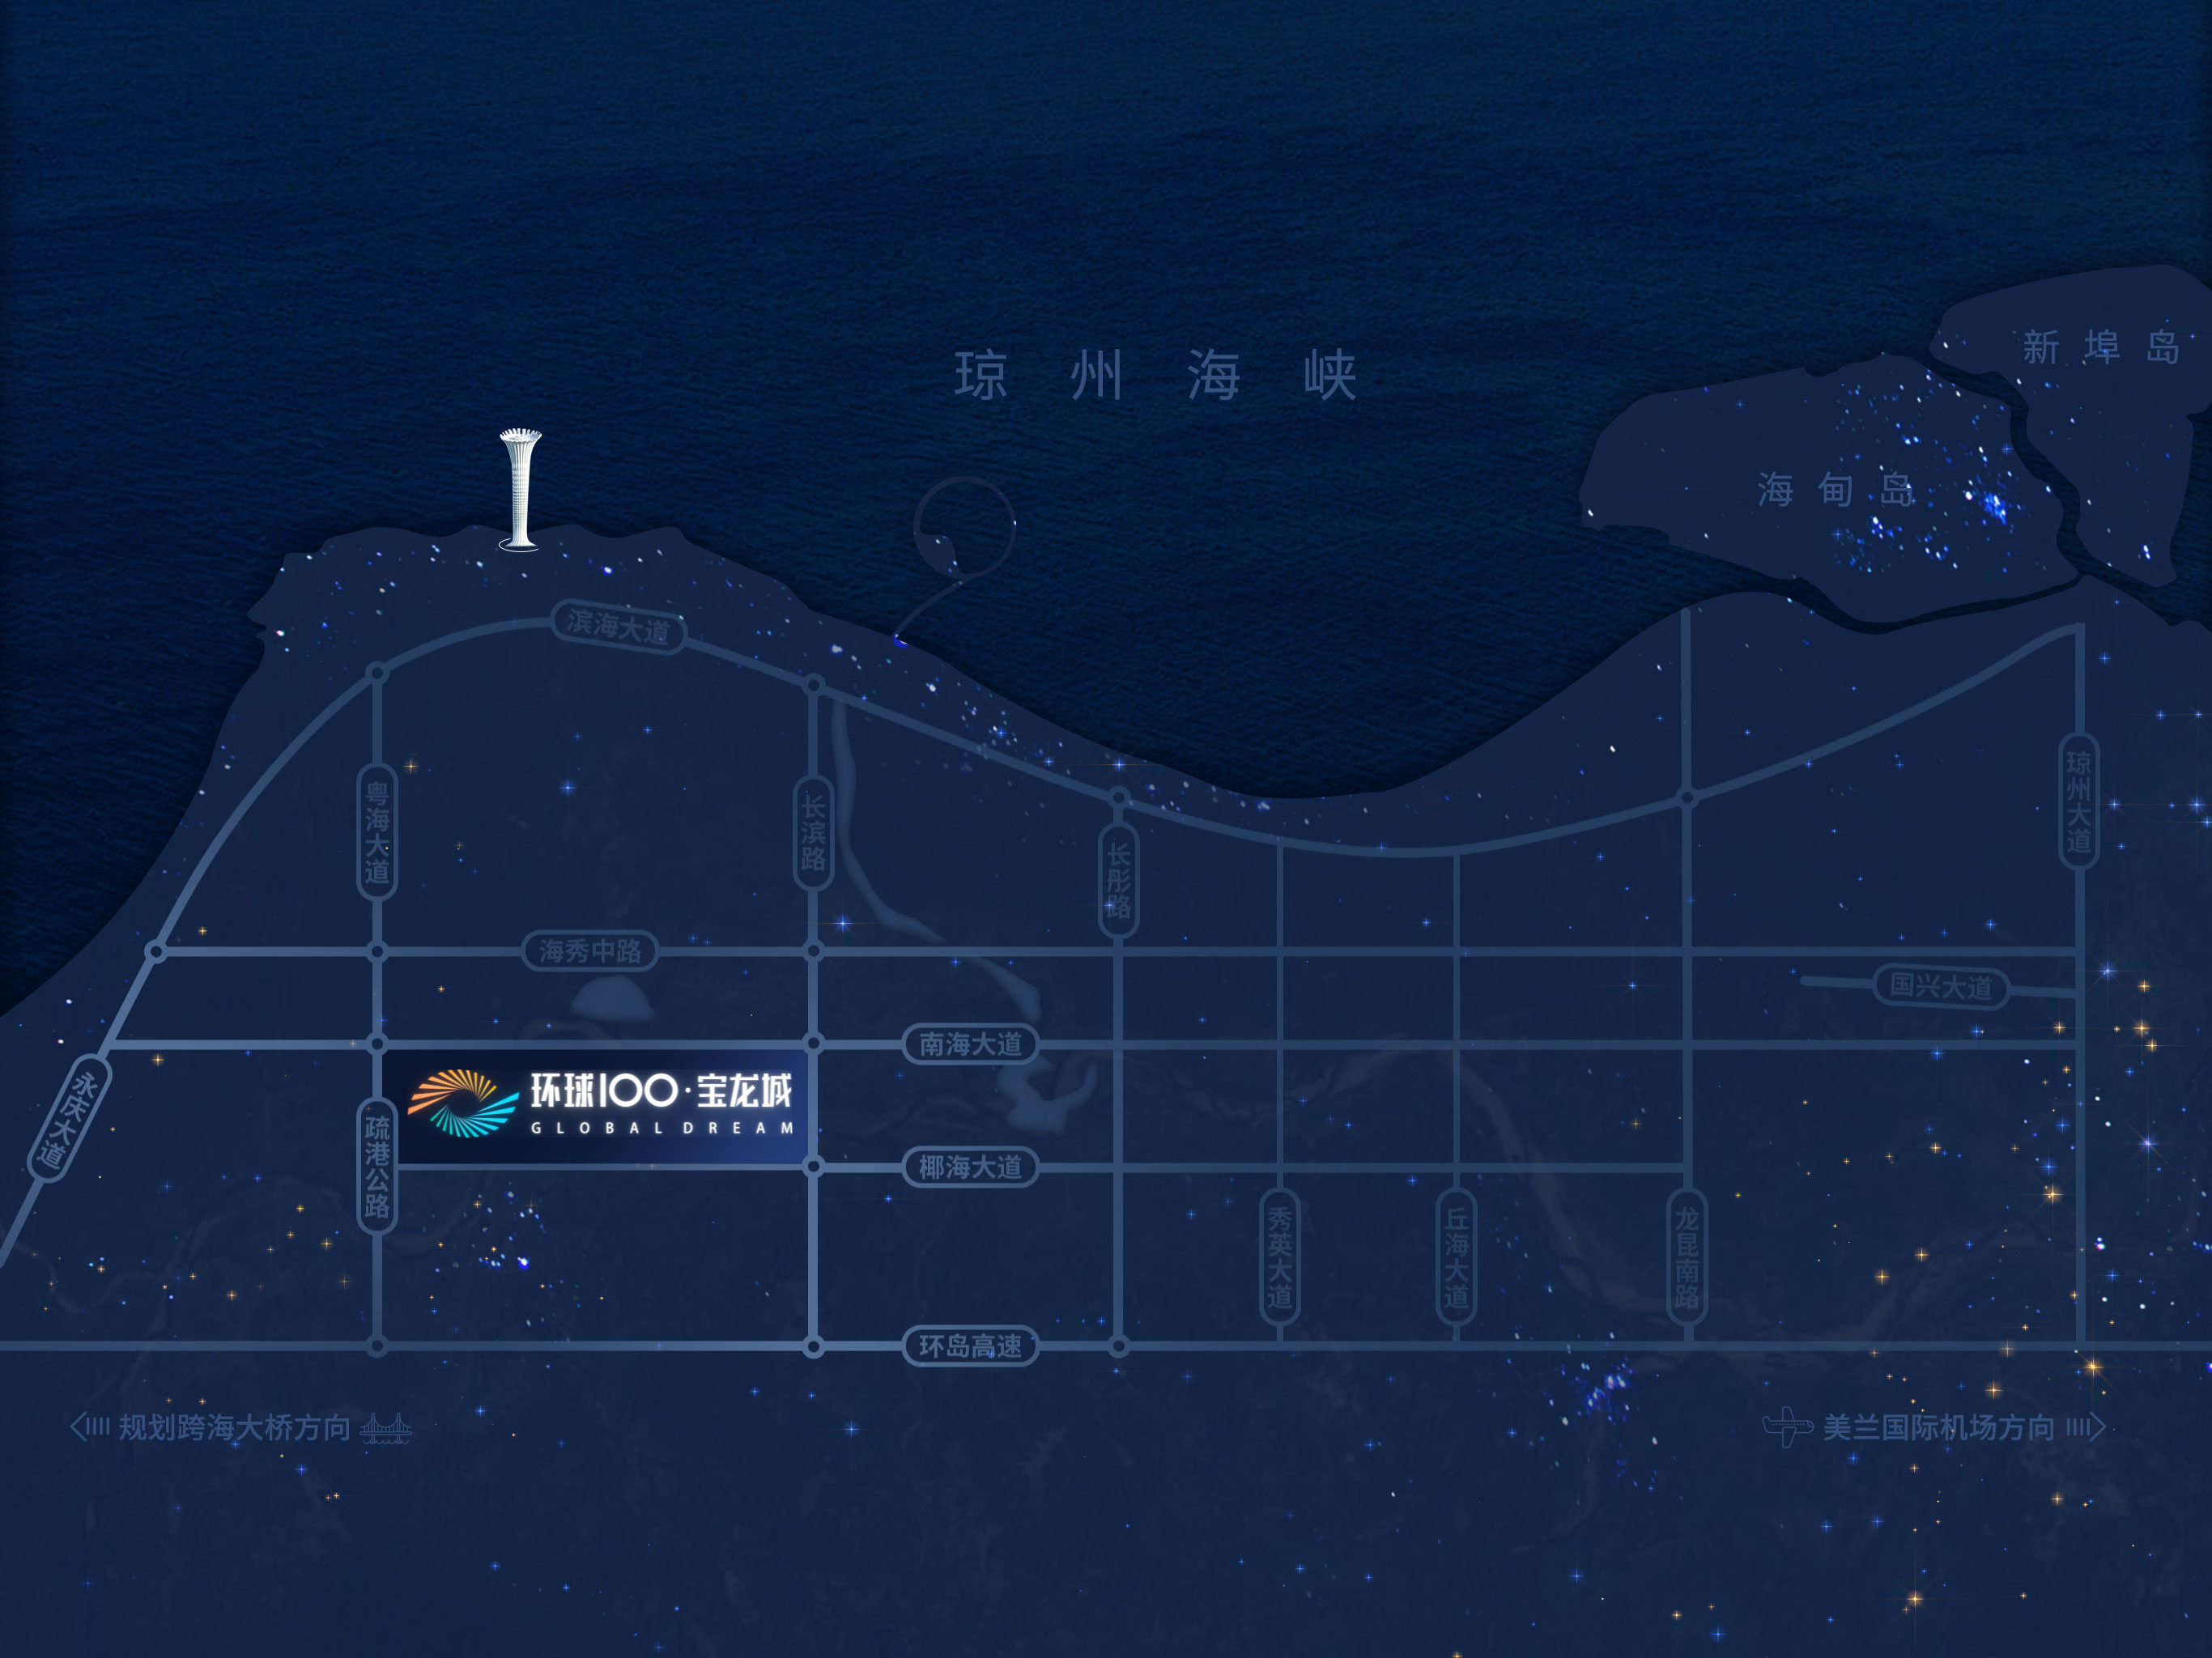 琼州海峡
新埠岛
海甸岛
滨海大道
粤海大道
长滨路
长彤路
琼州大道
海秀中路
国兴大道
南海大道
永庆大道
疏港公路
环球100·宝龙城
GLOBAL DREAM
椰海大道
秀英大道
丘海大道
龙昆南路
环岛高速
规划跨海大桥方向
美兰国际机场方向